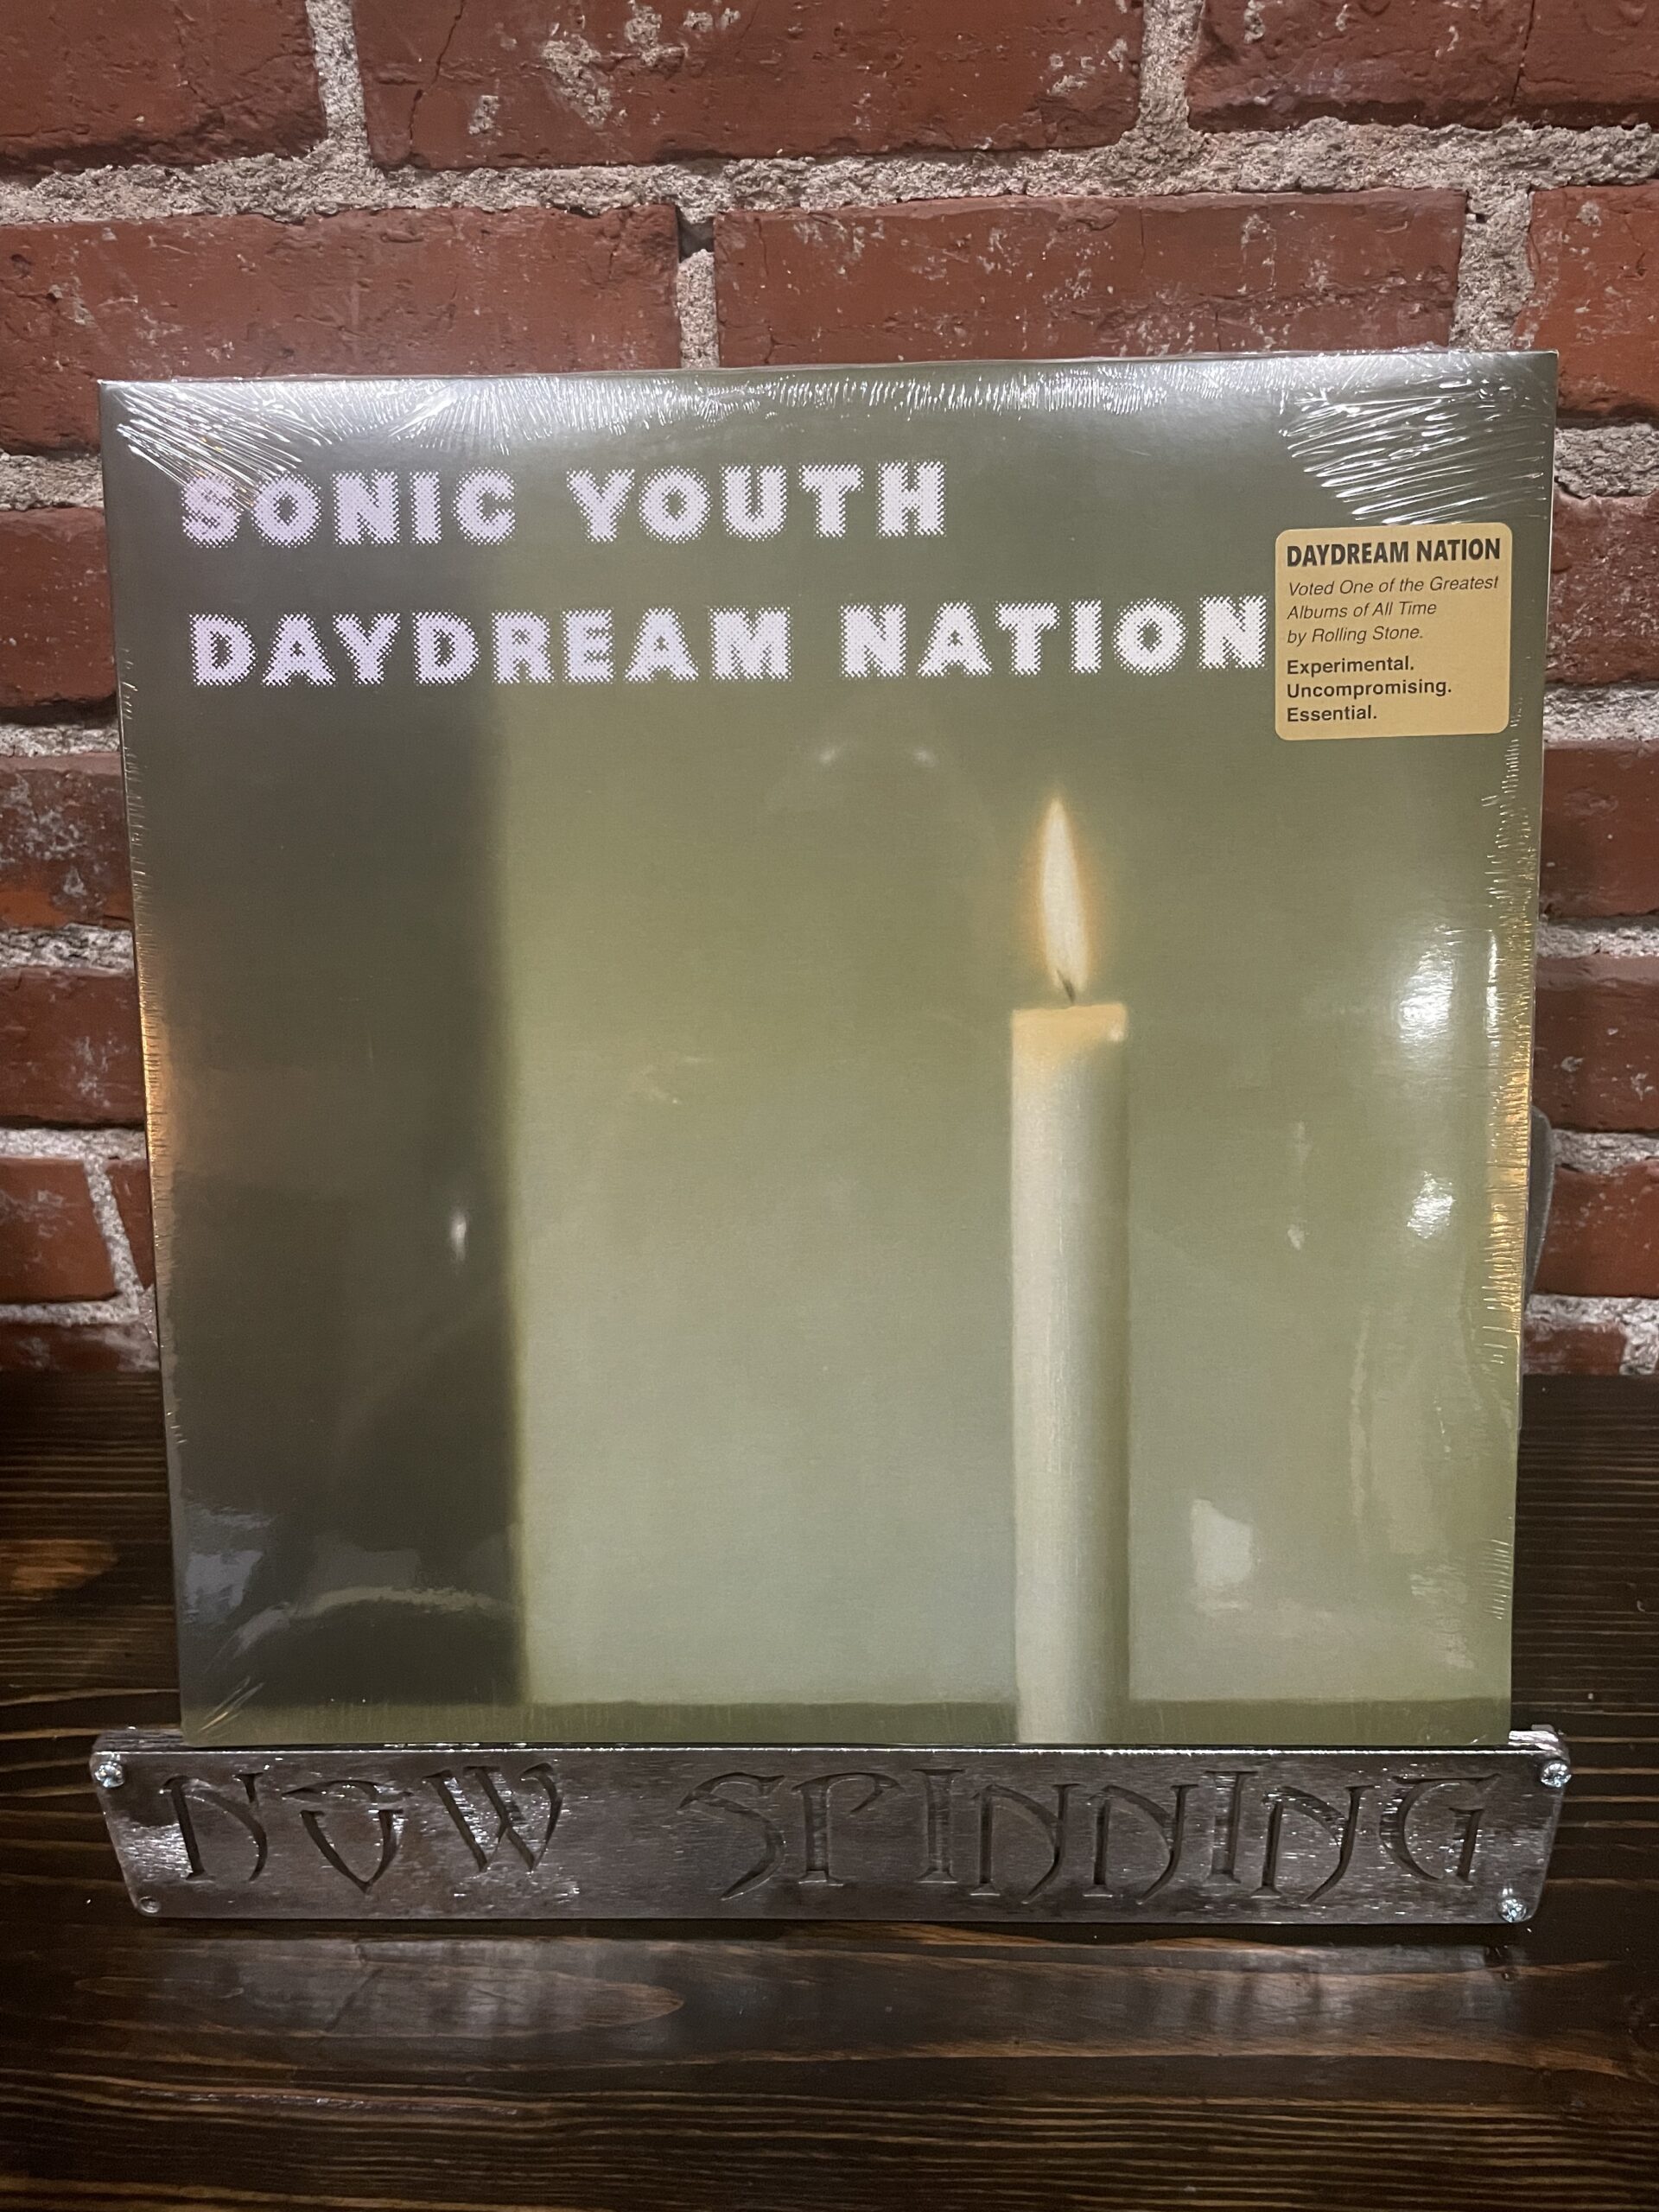 SONIC YOUTH
DAYDREAM NATION
DAYDREAM NATION
Voted One of the Greatest
Albums of All Time
by Rolling Stone.
Experimental.
Uncompromising.
Essential.
NOW SPINNING